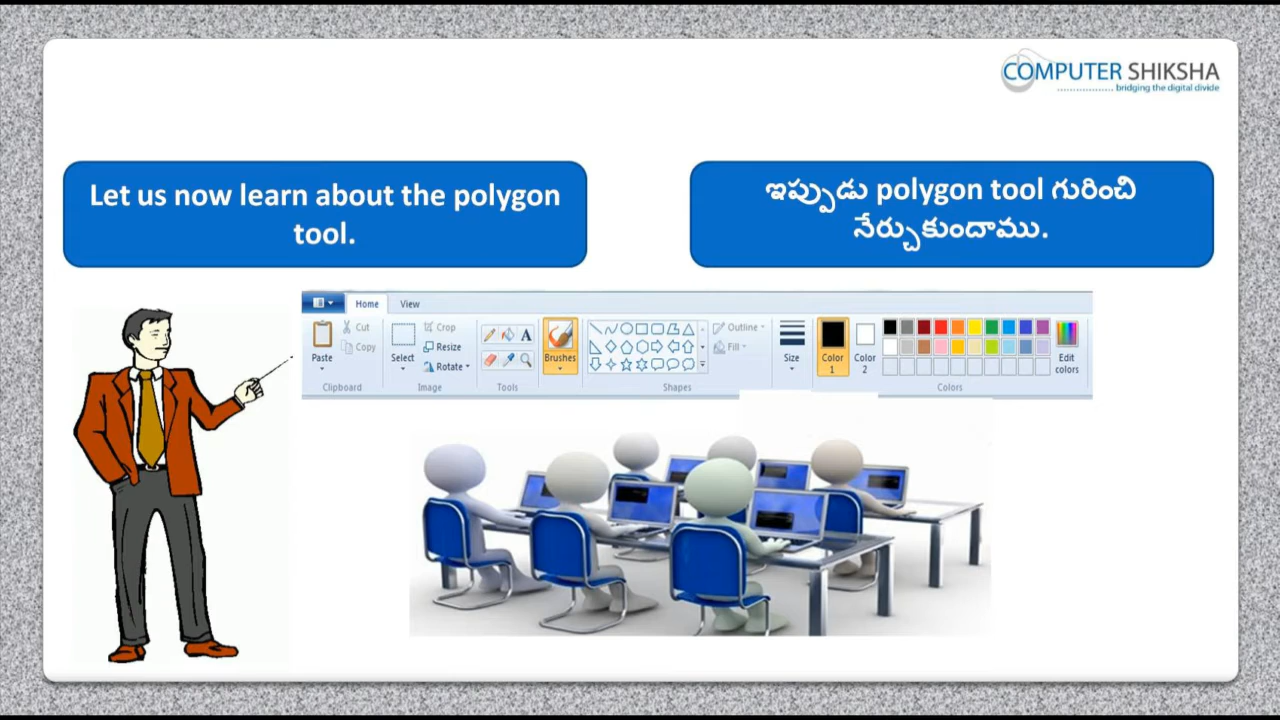 COMPUTER SHIKSHA
bridging the digital divide
Let us now learn about the polygon
tool.
ఇప్పుడు polygon tool గురించి
నేర్చుకుందాము.
Home View
Cut
Copy
Paste
Clipboard
Select
Crop
Resize
Rotate
Image
A
Tools
Brushes
Outline
Fill
Shapes
Size
Color
1
Color
2
Edit
colors
Colors